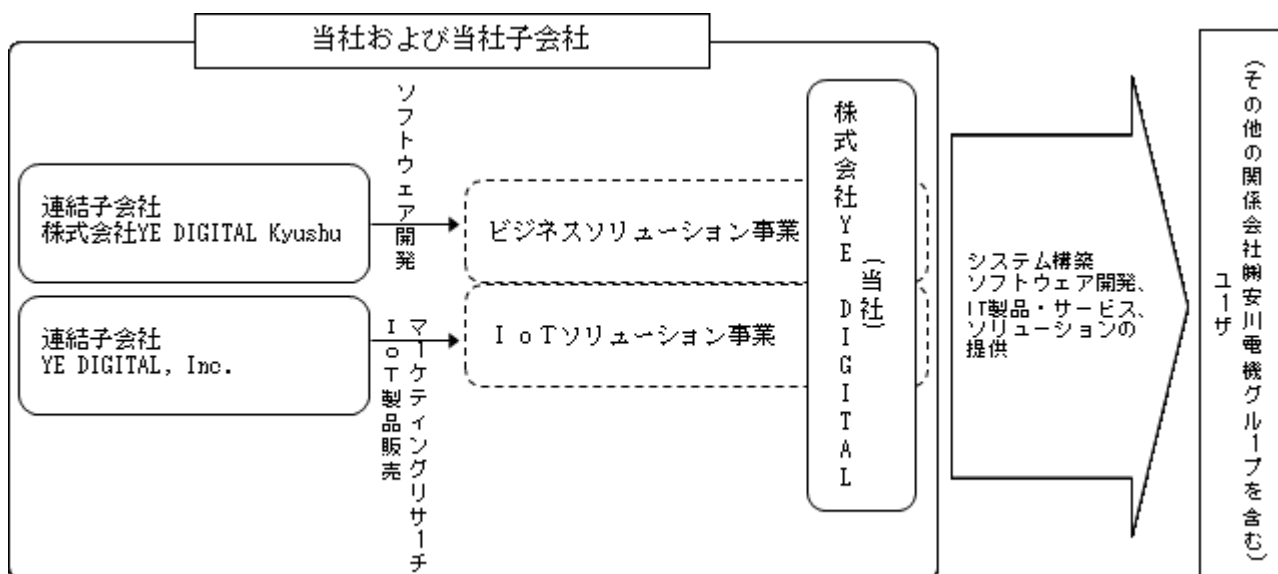 当社および当社子会社
ソフトウェア開発
連結子会社
株式会社YE DIGITAL Kyushu
ビジネスソリューション事業
連結子会社
YE DIGITAL, Inc.
マーケティングリサーチ
IoT製品販売
IoTソリューション事業
株式会社YE DIGITAL
(当社)
システム構築
ソフトウェア開発、
IT製品・サービス、
ソリューションの
提供
(その他の関係会社㈱安川電機グループを含む)
ユーザ